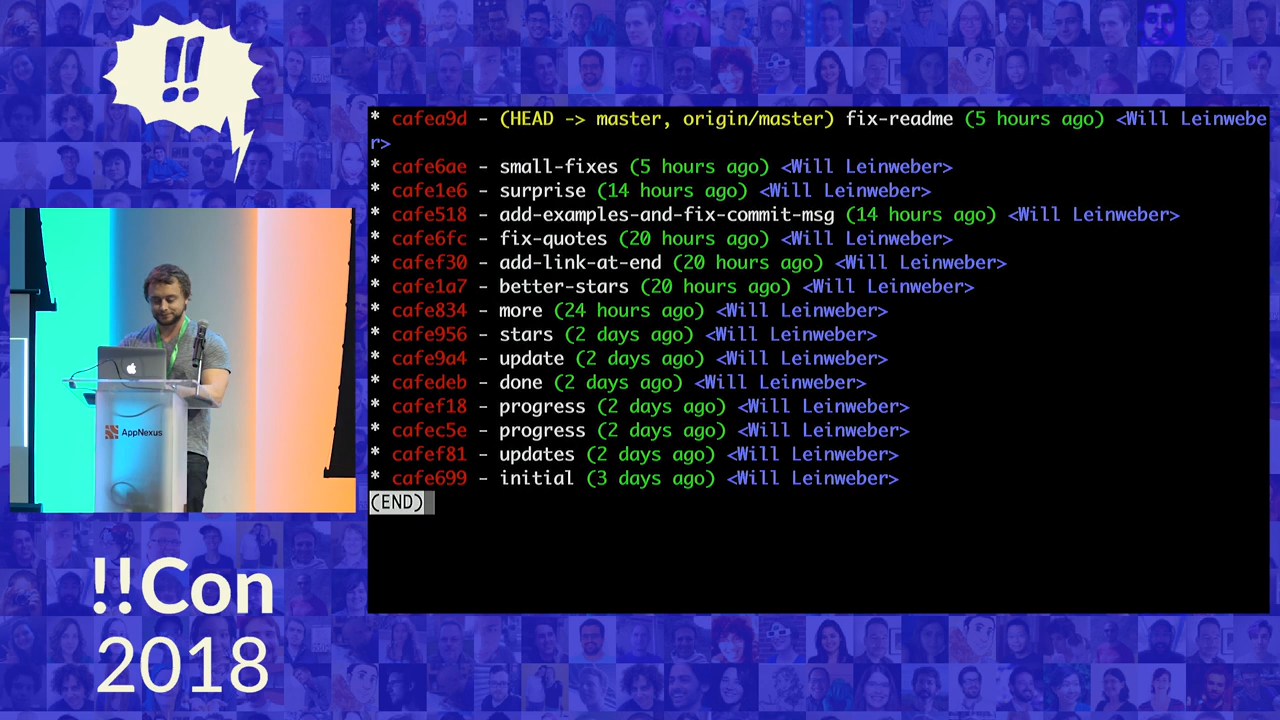 !!
* cafea9d - (HEAD -> master, origin/master) fix-readme (5 hours ago) <Will Leinwebe
r>
* cafe6ae - small-fixes (5 hours ago) <Will Leinweber>
* cafe1e6 - surprise (14 hours ago) <Will Leinweber>
* cafe518 - add-examples-and-fix-commit-msg (14 hours ago) <Will Leinweber>
* cafe6fc - fix-quotes (20 hours ago) <Will Leinweber>
* cafef30 - add-link-at-end (20 hours ago) <Will Leinweber>
* cafe1a7 - better-stars (20 hours ago) <Will Leinweber>
* cafe834 - more (24 hours ago) <Will Leinweber>
* cafe956 - stars (2 days ago) <Will Leinweber>
* cafe9a4 - update (2 days ago) <Will Leinweber>
* cafedeb - done (2 days ago) <Will Leinweber>
* cafef18 - progress (2 days ago) <Will Leinweber>
* cafec5e - progress (2 days ago) <Will Leinweber>
* cafef81 - updates (2 days ago) <Will Leinweber>
* cafe699 - initial (3 days ago) <Will Leinweber>
(END)
AppNexus
!!Con
2018